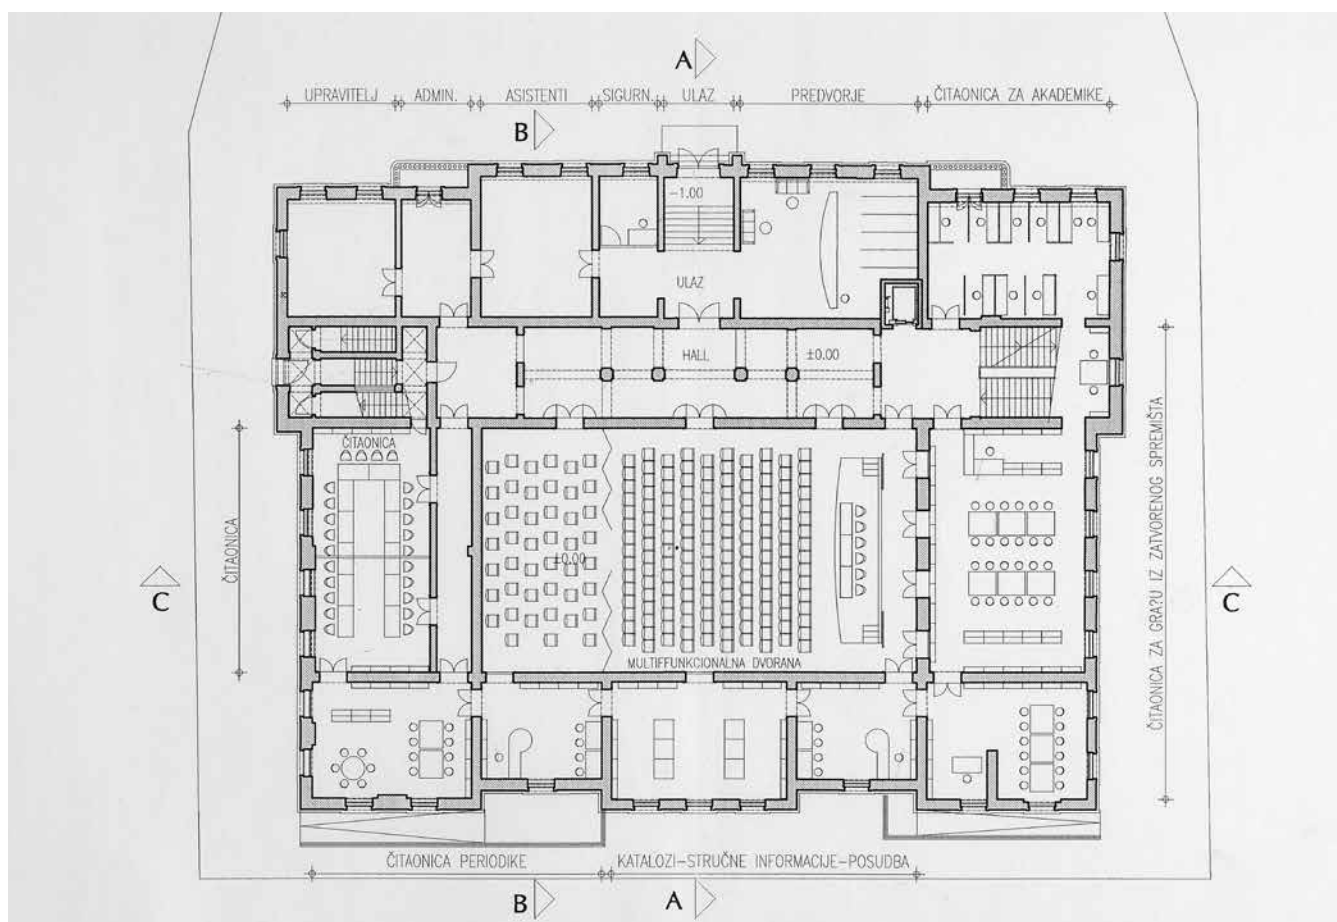 A
UPRAVITELJ ADMIN. ASISTENTI SIGURN. ULAZ PREDVORJE ČITAONICA ZA AKADEMIKE
B
-1.00
ULAZ
HALL ±0.00
ČITAONICA
ČITAONICA
±0.00
C
C
ČITAONICA ZA GRA?U IZ ZATVORENOG SPREMIŠTA
MULTIFFUNKCIONALNA DVORANA
ČITAONICA PERIODIKE KATALOZI-STRUČNE INFORMACIJE-POSUDBA
B A